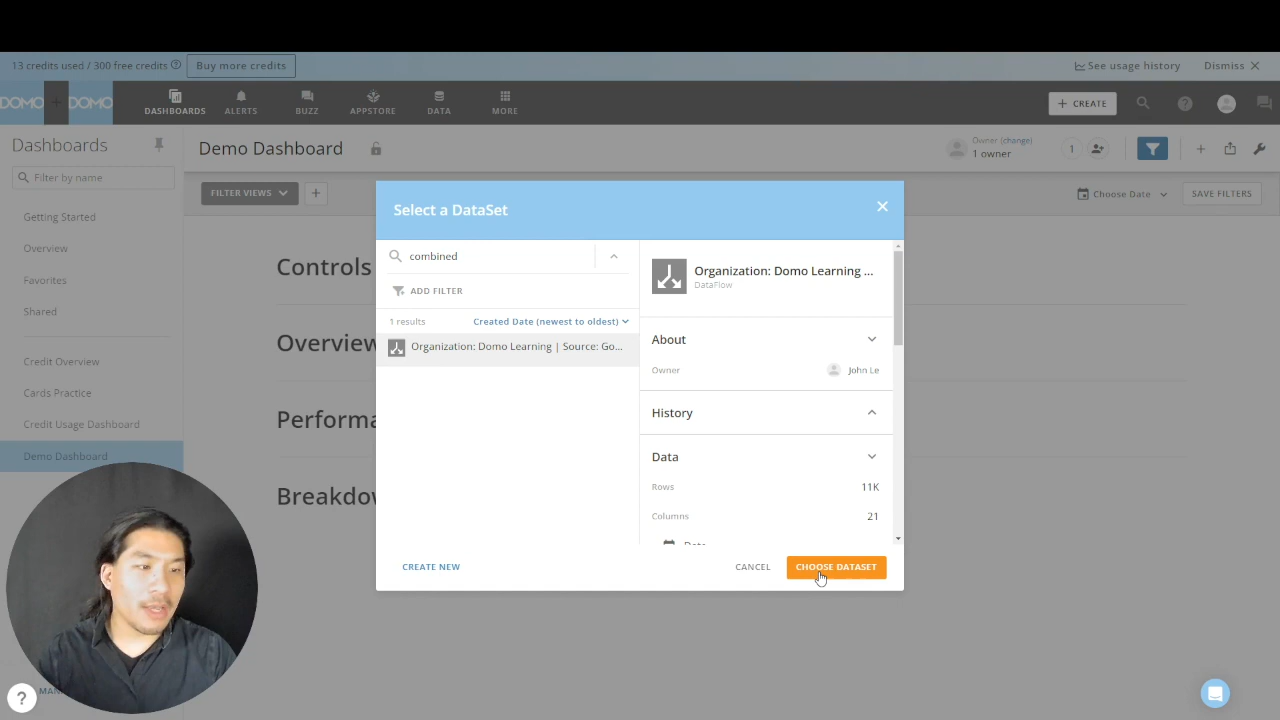 13 credits used / 300 free credits
Buy more credits
See usage history
Dismiss
DOMO + DOMO
DASHBOARDS
ALERTS
BUZZ
APPSTORE
DATA
MORE
+ CREATE
Dashboards
Filter by name
Getting Started
Overview
Favorites
Shared
Credit Overview
Cards Practice
Credit Usage Dashboard
Demo Dashboard
Demo Dashboard
Owner (change)
1 owner
1
FILTER VIEWS
+
Choose Date
SAVE FILTERS
Controls
Overview
Performa
Breakdow
Select a DataSet
combined
ADD FILTER
1 results
Created Date (newest to oldest)
Organization: Domo Learning | Source: Go...
Organization: Domo Learning ...
DataFlow
About
Owner
John Le
History
Data
Rows
11K
Columns
21
CREATE NEW
CANCEL
CHOOSE DATASET
?